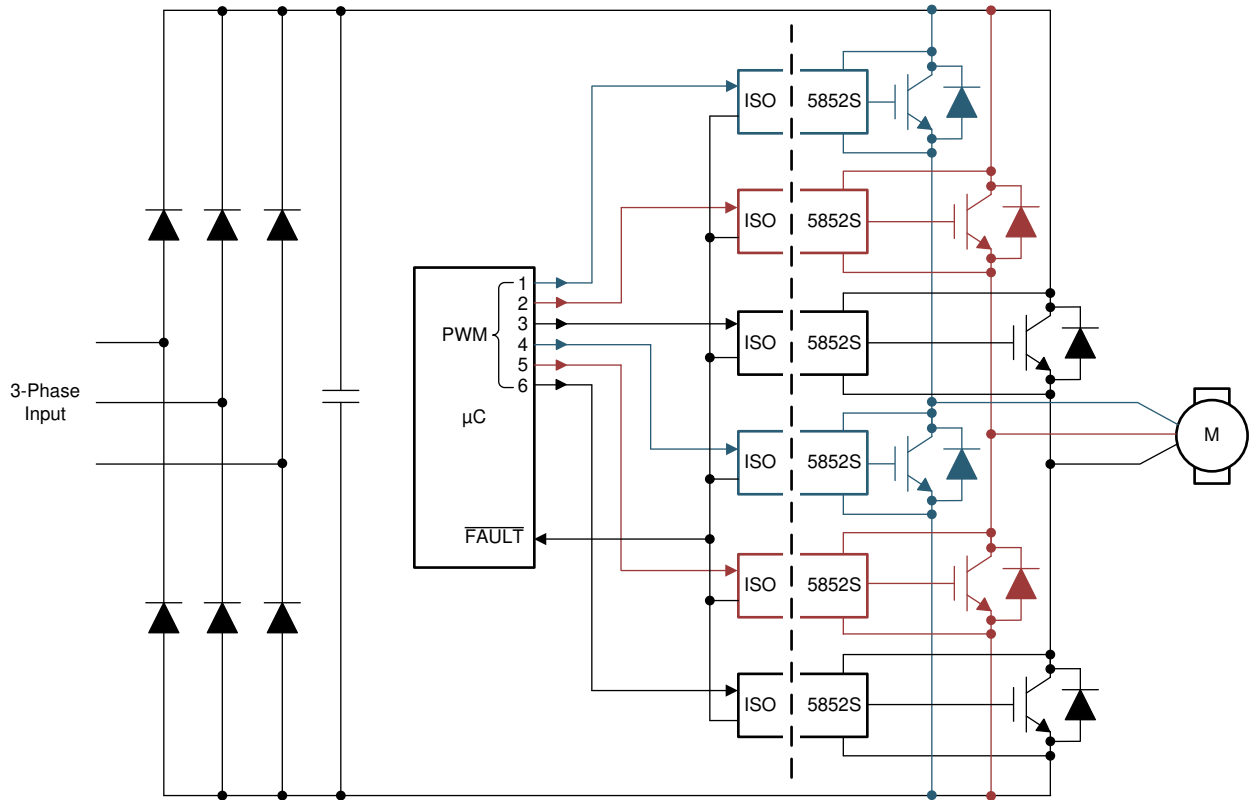 3-Phase
Input
PWM
1
2
3
4
5
6
µC
FAULT
ISO 5852S
ISO 5852S
ISO 5852S
ISO 5852S
ISO 5852S
ISO 5852S
M